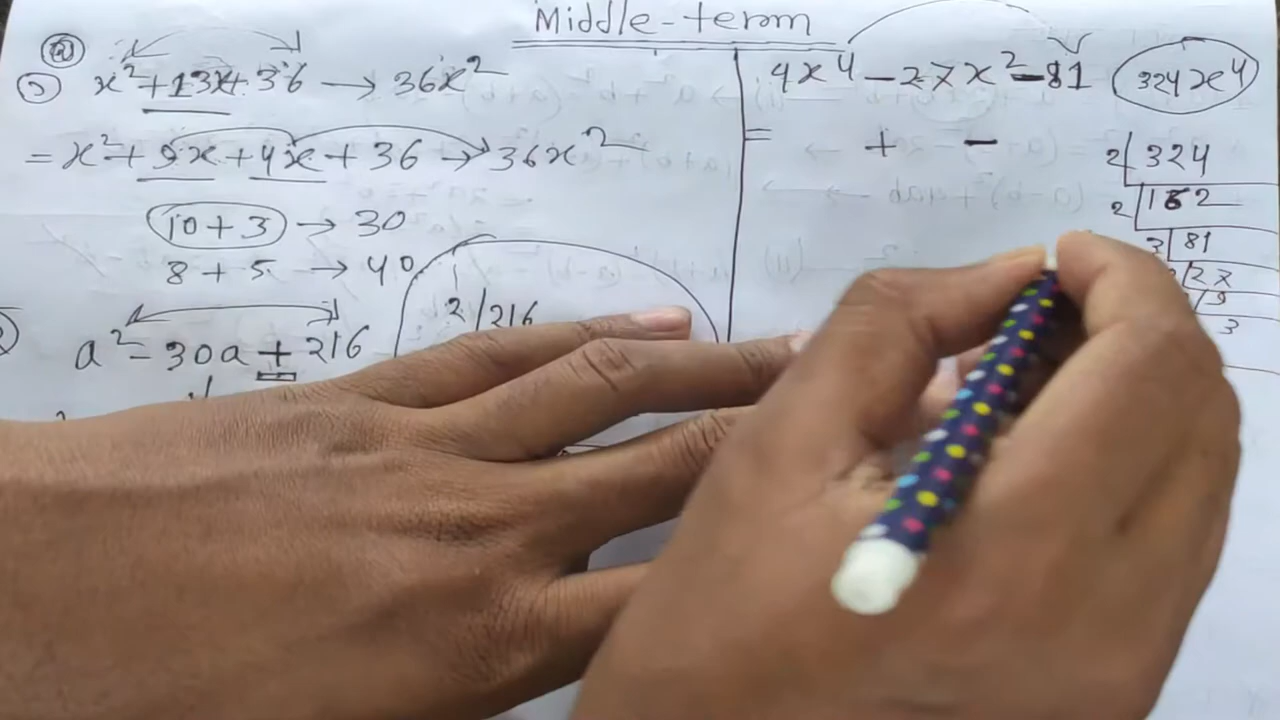 Middle-term
x² + 13x + 36 → 36x²
= x² + 9x + 4x + 36 → 36x²
10 + 3 → 30
8 + 5 → 40
a² - 30a + 216
2 216
4x⁴ - 27x² - 81
324x⁴
= + -
2 324
2 162
3 81
27
9
3